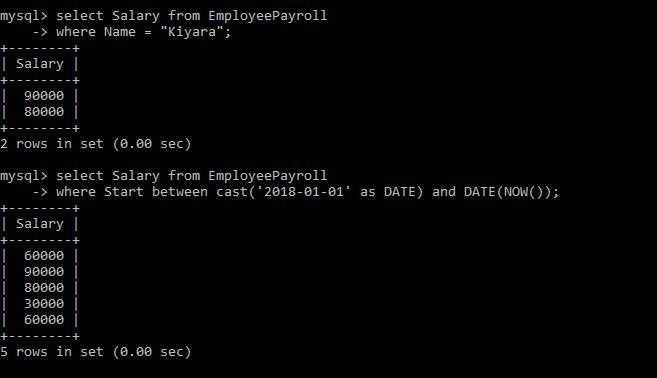 mysql> select Salary from EmployeePayroll
    -> where Name = "Kiyara";
+--------+
| Salary |
+--------+
|  90000 |
|  80000 |
+--------+
2 rows in set (0.00 sec)

mysql> select Salary from EmployeePayroll
    -> where Start between cast('2018-01-01' as DATE) and DATE(NOW());
+--------+
| Salary |
+--------+
|  60000 |
|  90000 |
|  80000 |
|  30000 |
|  60000 |
+--------+
5 rows in set (0.00 sec)